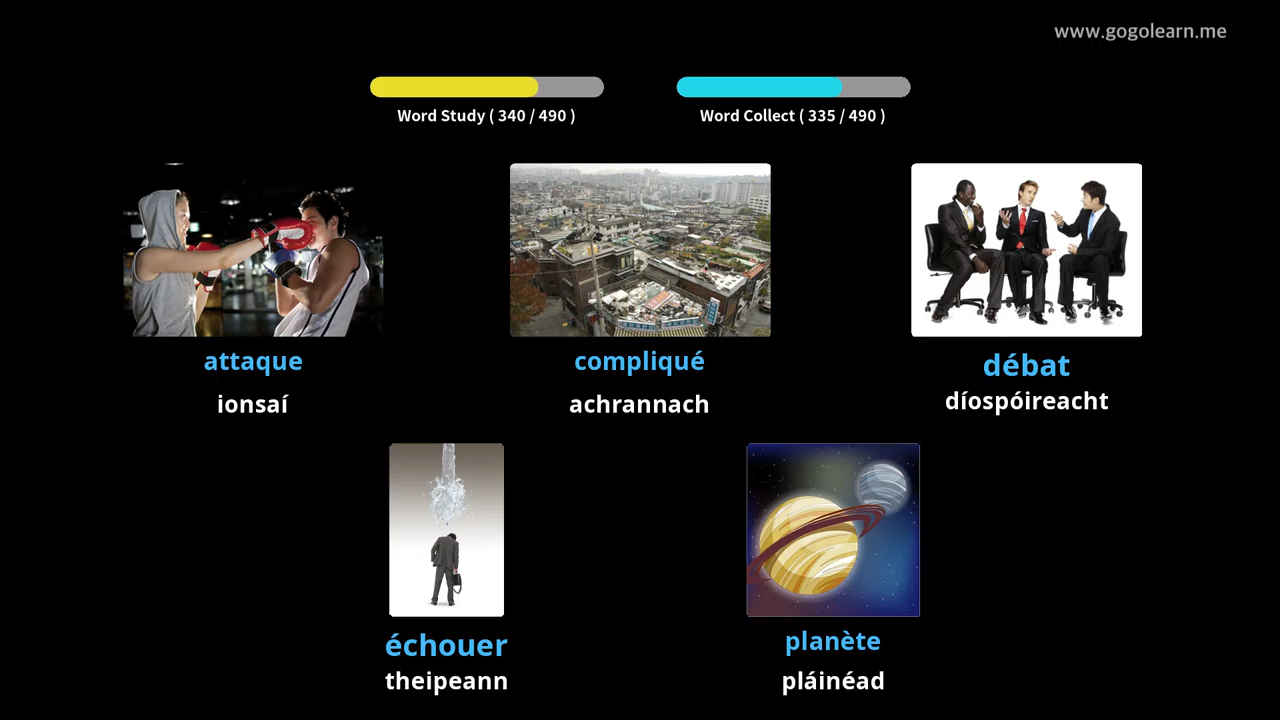 www.gogolearn.me
Word Study ( 340 / 490 )
Word Collect ( 335 / 490 )
attaque
compliqué
débat
ionsaí
achrannach
díospóireacht
échouer
planète
theipeann
pláinéad